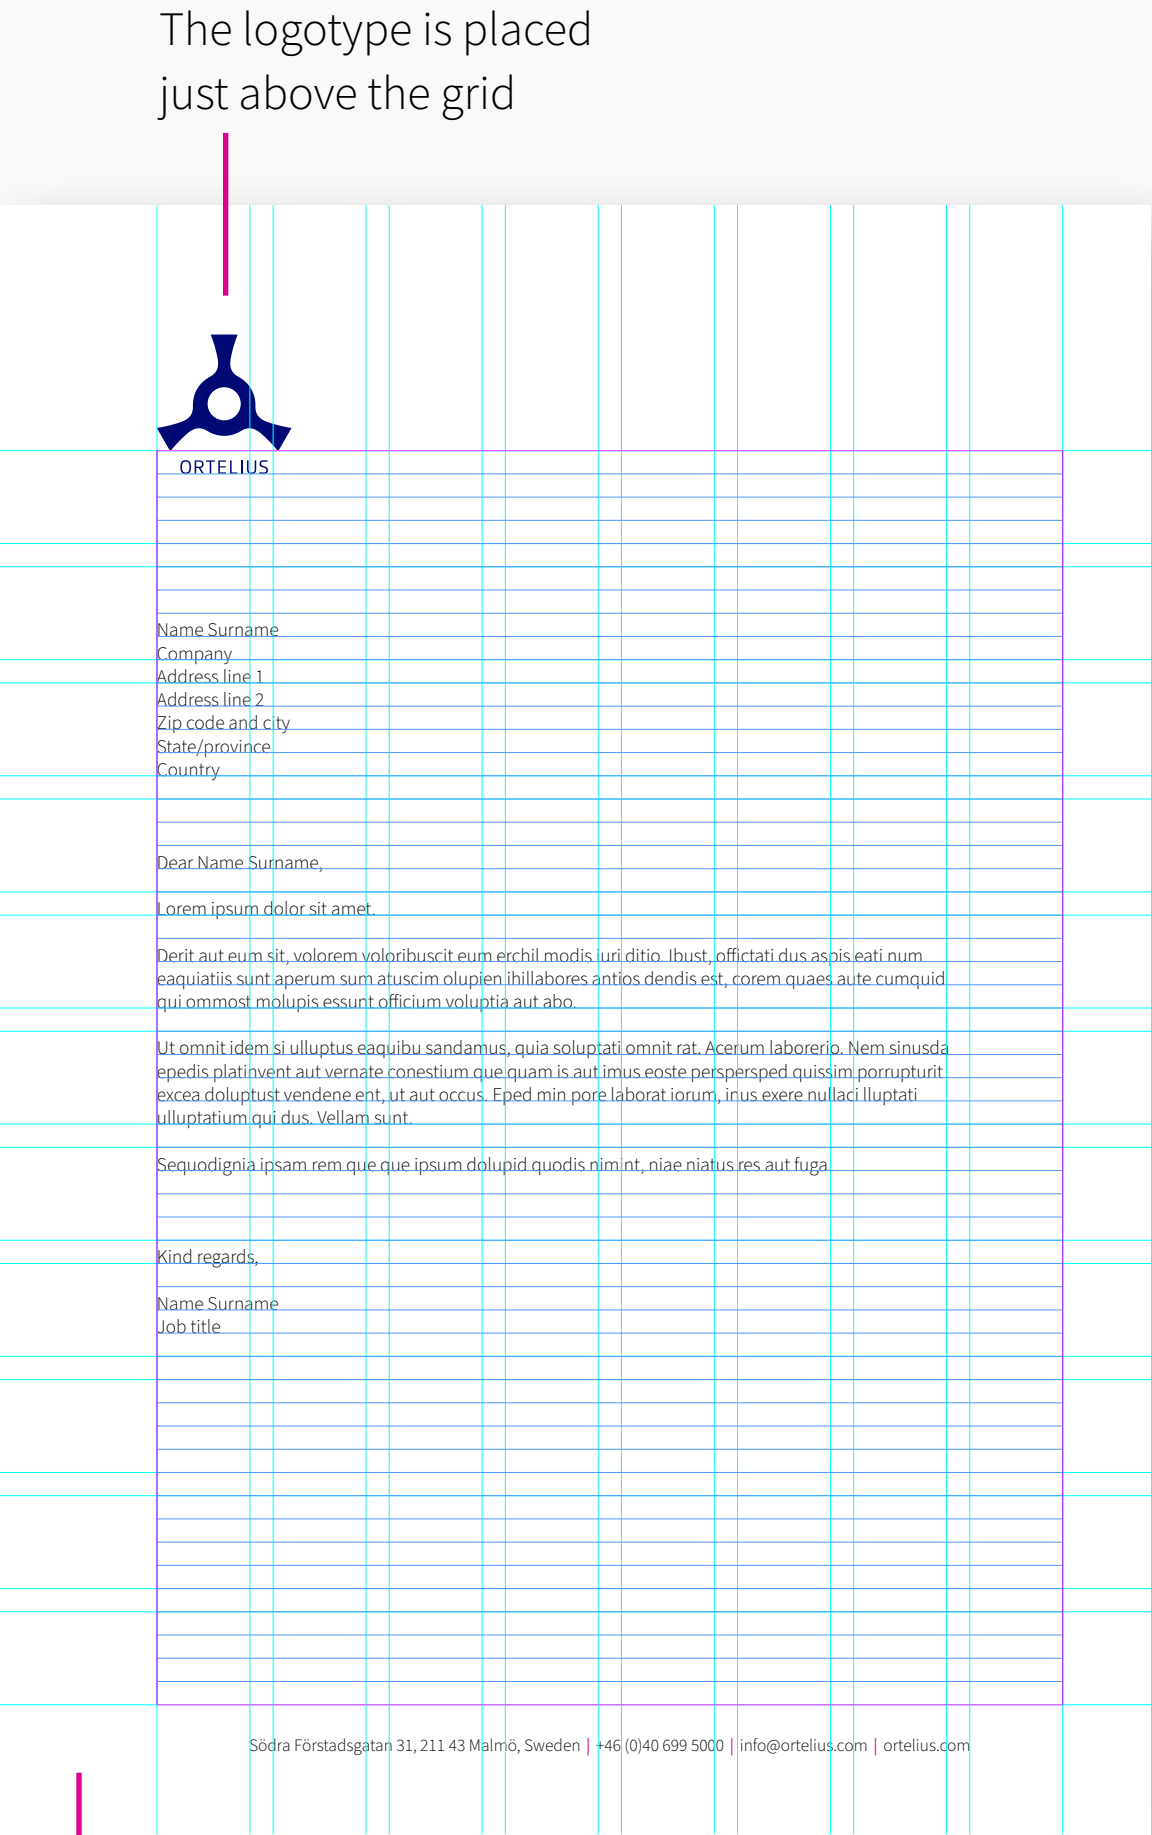 The logotype is placed
just above the grid
ORTELIUS
Name Surname
Company
Address line 1
Address line 2
Zip code and city
State/province
Country
Dear Name Surname,
Lorem ipsum dolor sit amet.
Derit aut eum sit, volorem voloribuscit eum erchil modis iuri ditio. Ibust, offictati dus aspis eati num
eaquiatiis sunt aperum sum atuscim olupien ihillabores antios dendis est, corem quaes aute cumquid
qui ommost molupis essunt officium voluptia aut abo.
Ut omnit idem si ulluptus eaquibu sandamus, quia soluptati omnit rat. Acerum laborerio. Nem sinusda
epedis platinvent aut vernate conestium que quam is aut imus eoste perspersped quissim porrupturit
excea doluptust vendene ent, ut aut occus. Eped min pore laborat iorum, inus exere nullaci lluptati
ulluptatium qui dus. Vellam sunt.
Sequodignia ipsam rem que que ipsum dolupid quodis nimint, niae niatus res aut fuga.
Kind regards,
Name Surname
Job title
Södra Förstadsgatan 31, 211 43 Malmö, Sweden | +46 (0)40 699 5000 | info@ortelius.com | ortelius.com